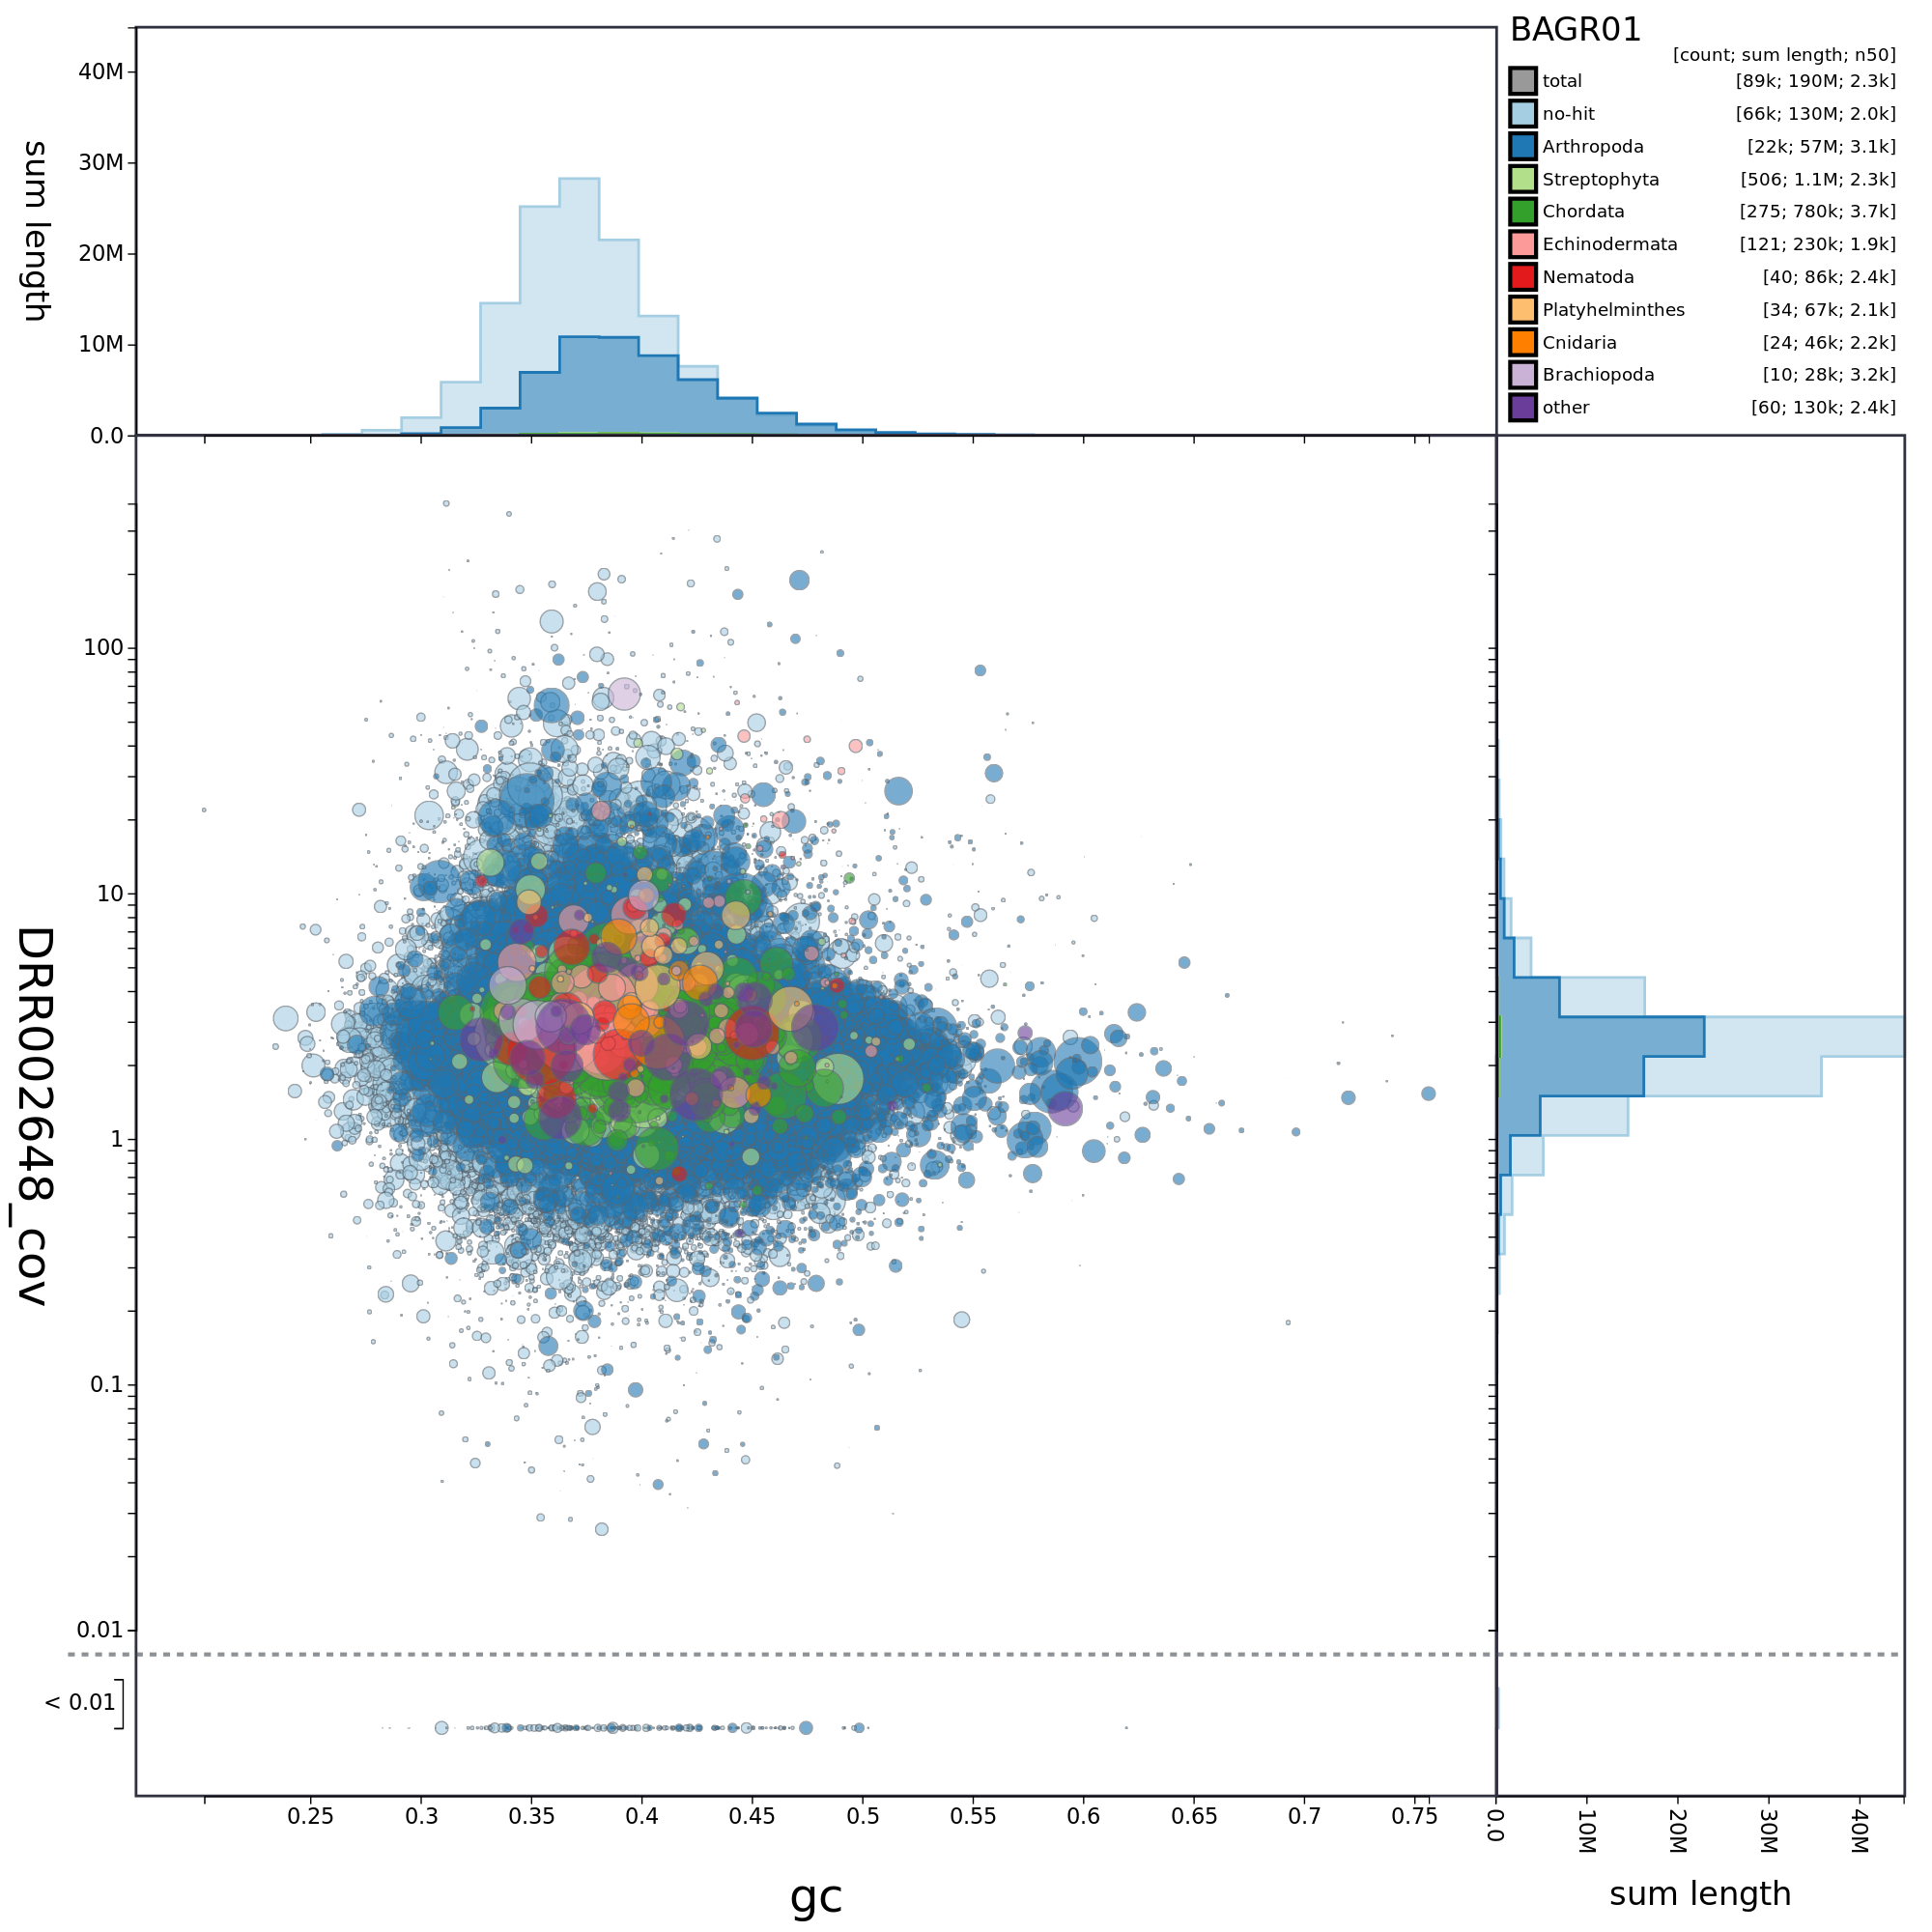 BAGR01
[count; sum length; n50]
total [89k; 190M; 2.3k]
no-hit [66k; 130M; 2.0k]
Arthropoda [22k; 57M; 3.1k]
Streptophyta [506; 1.1M; 2.3k]
Chordata [275; 780k; 3.7k]
Echinodermata [121; 230k; 1.9k]
Nematoda [40; 86k; 2.4k]
Platyhelminthes [34; 67k; 2.1k]
Cnidaria [24; 46k; 2.2k]
Brachiopoda [10; 28k; 3.2k]
other [60; 130k; 2.4k]
sum length
40M
30M
20M
10M
0.0
DRR002648_cov
100
10
1
0.1
0.01
< 0.01
0.25 0.3 0.35 0.4 0.45 0.5 0.55 0.6 0.65 0.7 0.75
gc
0.0 10M 20M 30M 40M
sum length